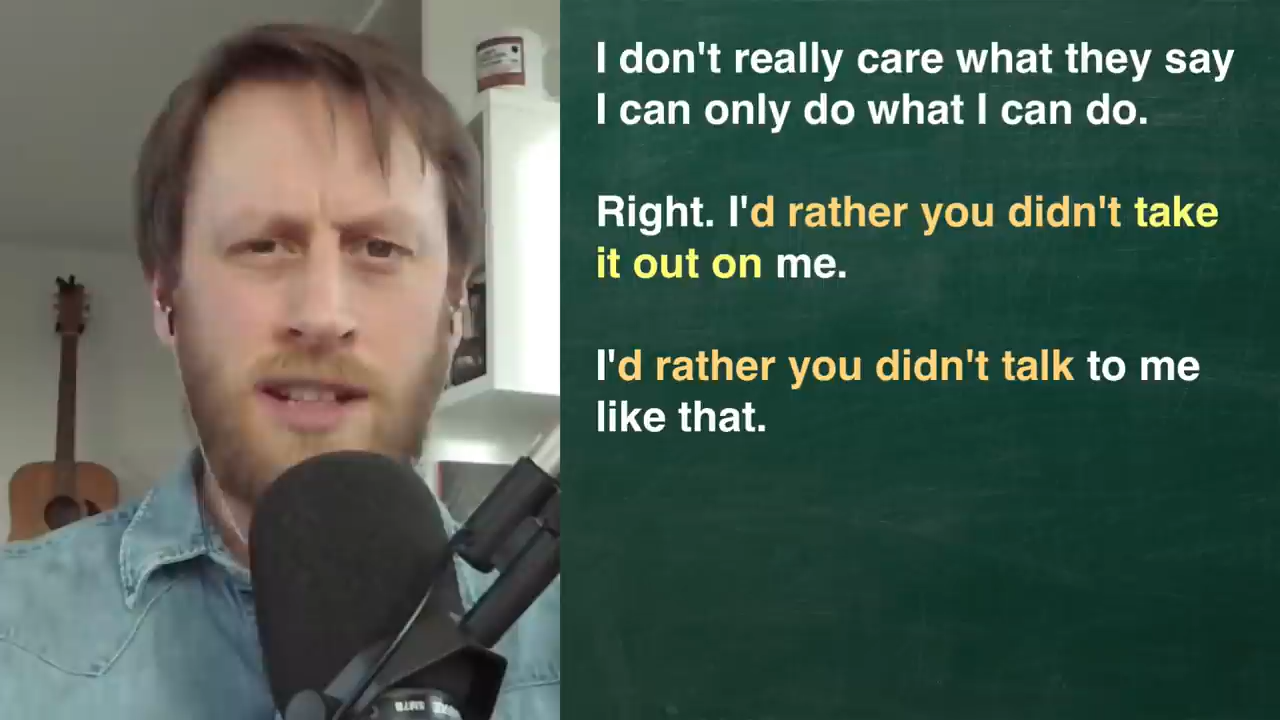 I don't really care what they say
I can only do what I can do.
Right. I'd rather you didn't take
it out on me.
I'd rather you didn't talk to me
like that.